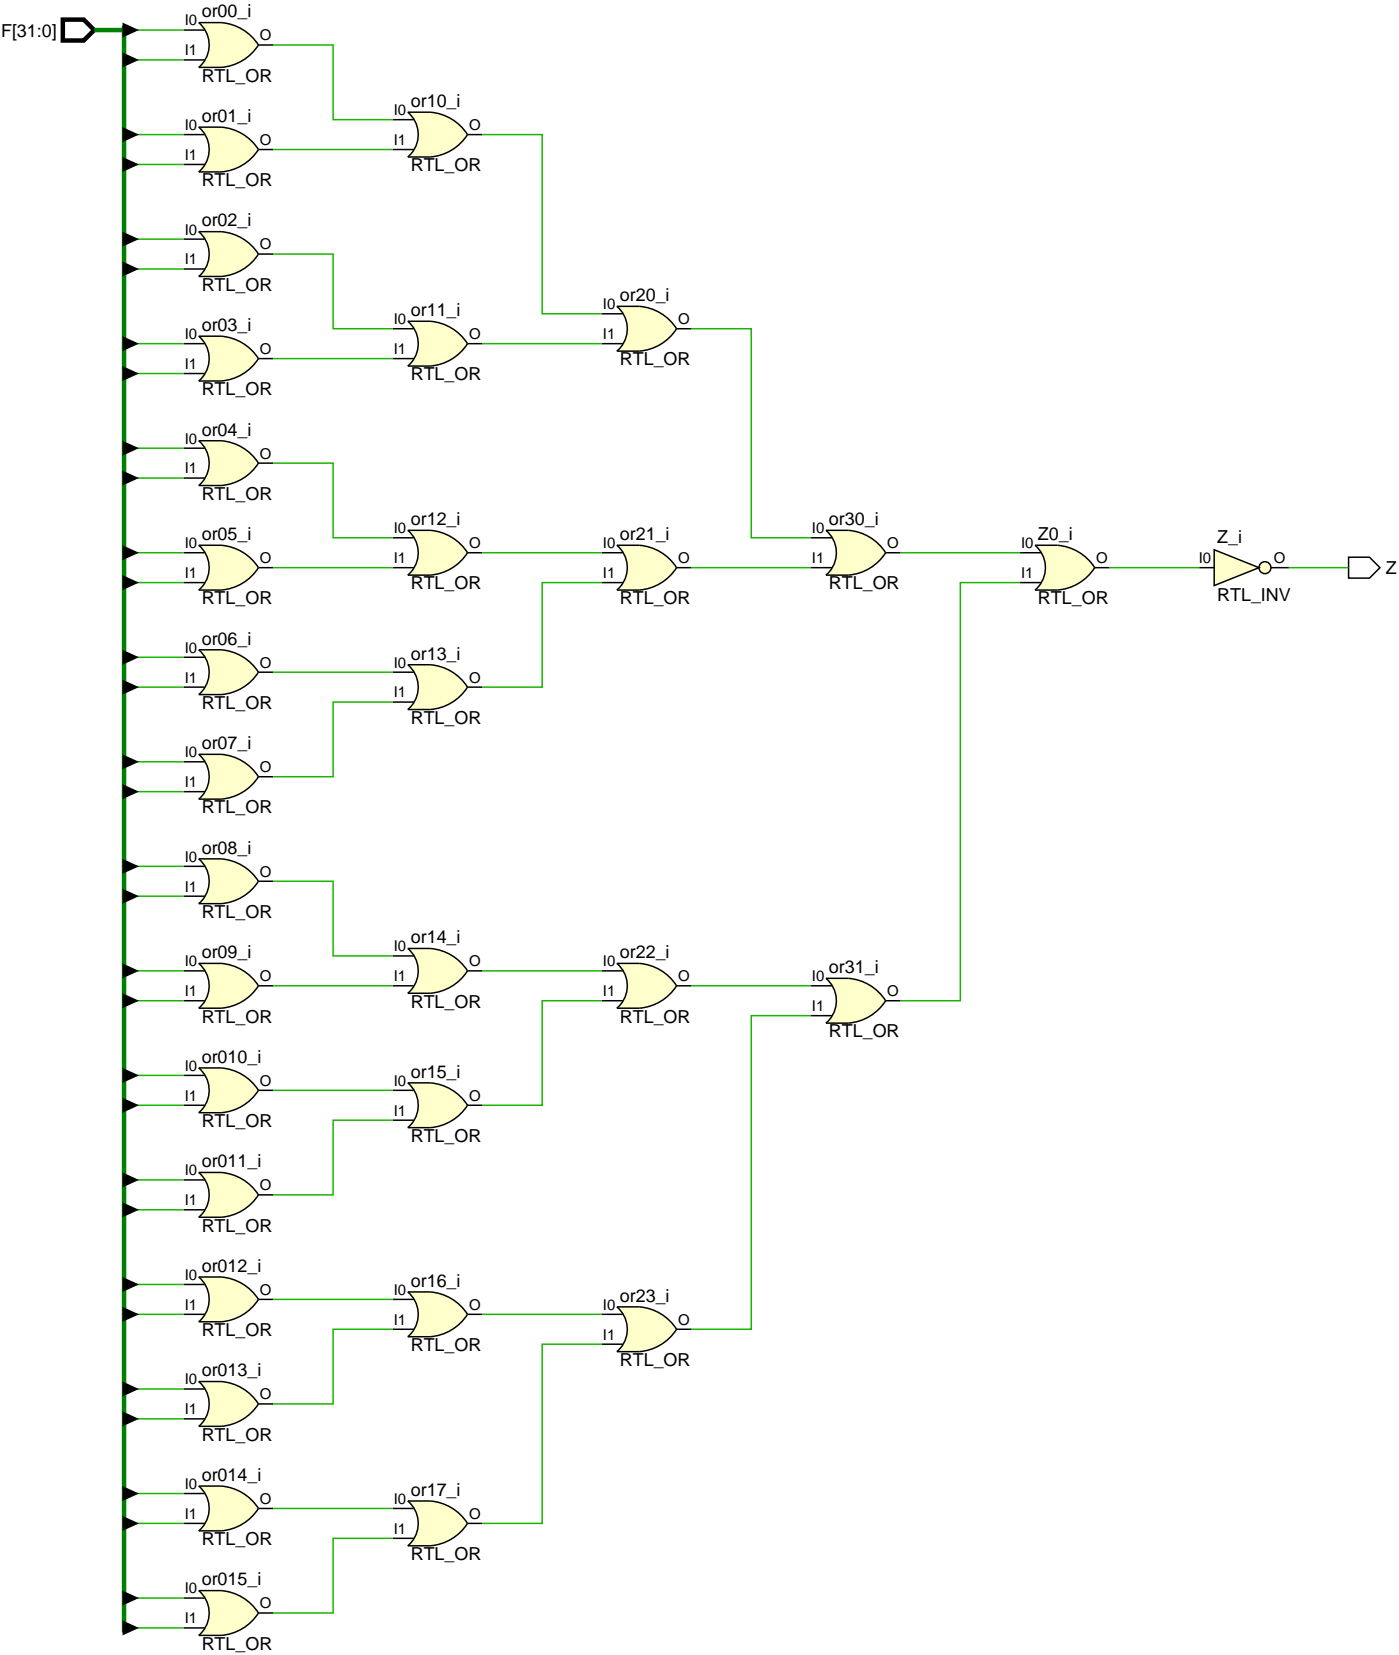 F[31:0]
or00_i
I0
I1
O
RTL_OR
or01_i
I0
I1
O
RTL_OR
or02_i
I0
I1
O
RTL_OR
or03_i
I0
I1
O
RTL_OR
or04_i
I0
I1
O
RTL_OR
or05_i
I0
I1
O
RTL_OR
or06_i
I0
I1
O
RTL_OR
or07_i
I0
I1
O
RTL_OR
or08_i
I0
I1
O
RTL_OR
or09_i
I0
I1
O
RTL_OR
or010_i
I0
I1
O
RTL_OR
or011_i
I0
I1
O
RTL_OR
or012_i
I0
I1
O
RTL_OR
or013_i
I0
I1
O
RTL_OR
or014_i
I0
I1
O
RTL_OR
or015_i
I0
I1
O
RTL_OR
or10_i
I0
I1
O
RTL_OR
or11_i
I0
I1
O
RTL_OR
or12_i
I0
I1
O
RTL_OR
or13_i
I0
I1
O
RTL_OR
or14_i
I0
I1
O
RTL_OR
or15_i
I0
I1
O
RTL_OR
or16_i
I0
I1
O
RTL_OR
or17_i
I0
I1
O
RTL_OR
or20_i
I0
I1
O
RTL_OR
or21_i
I0
I1
O
RTL_OR
or22_i
I0
I1
O
RTL_OR
or23_i
I0
I1
O
RTL_OR
or30_i
I0
I1
O
RTL_OR
or31_i
I0
I1
O
RTL_OR
Z0_i
I0
I1
O
RTL_OR
Z_i
I0
O
RTL_INV
Z